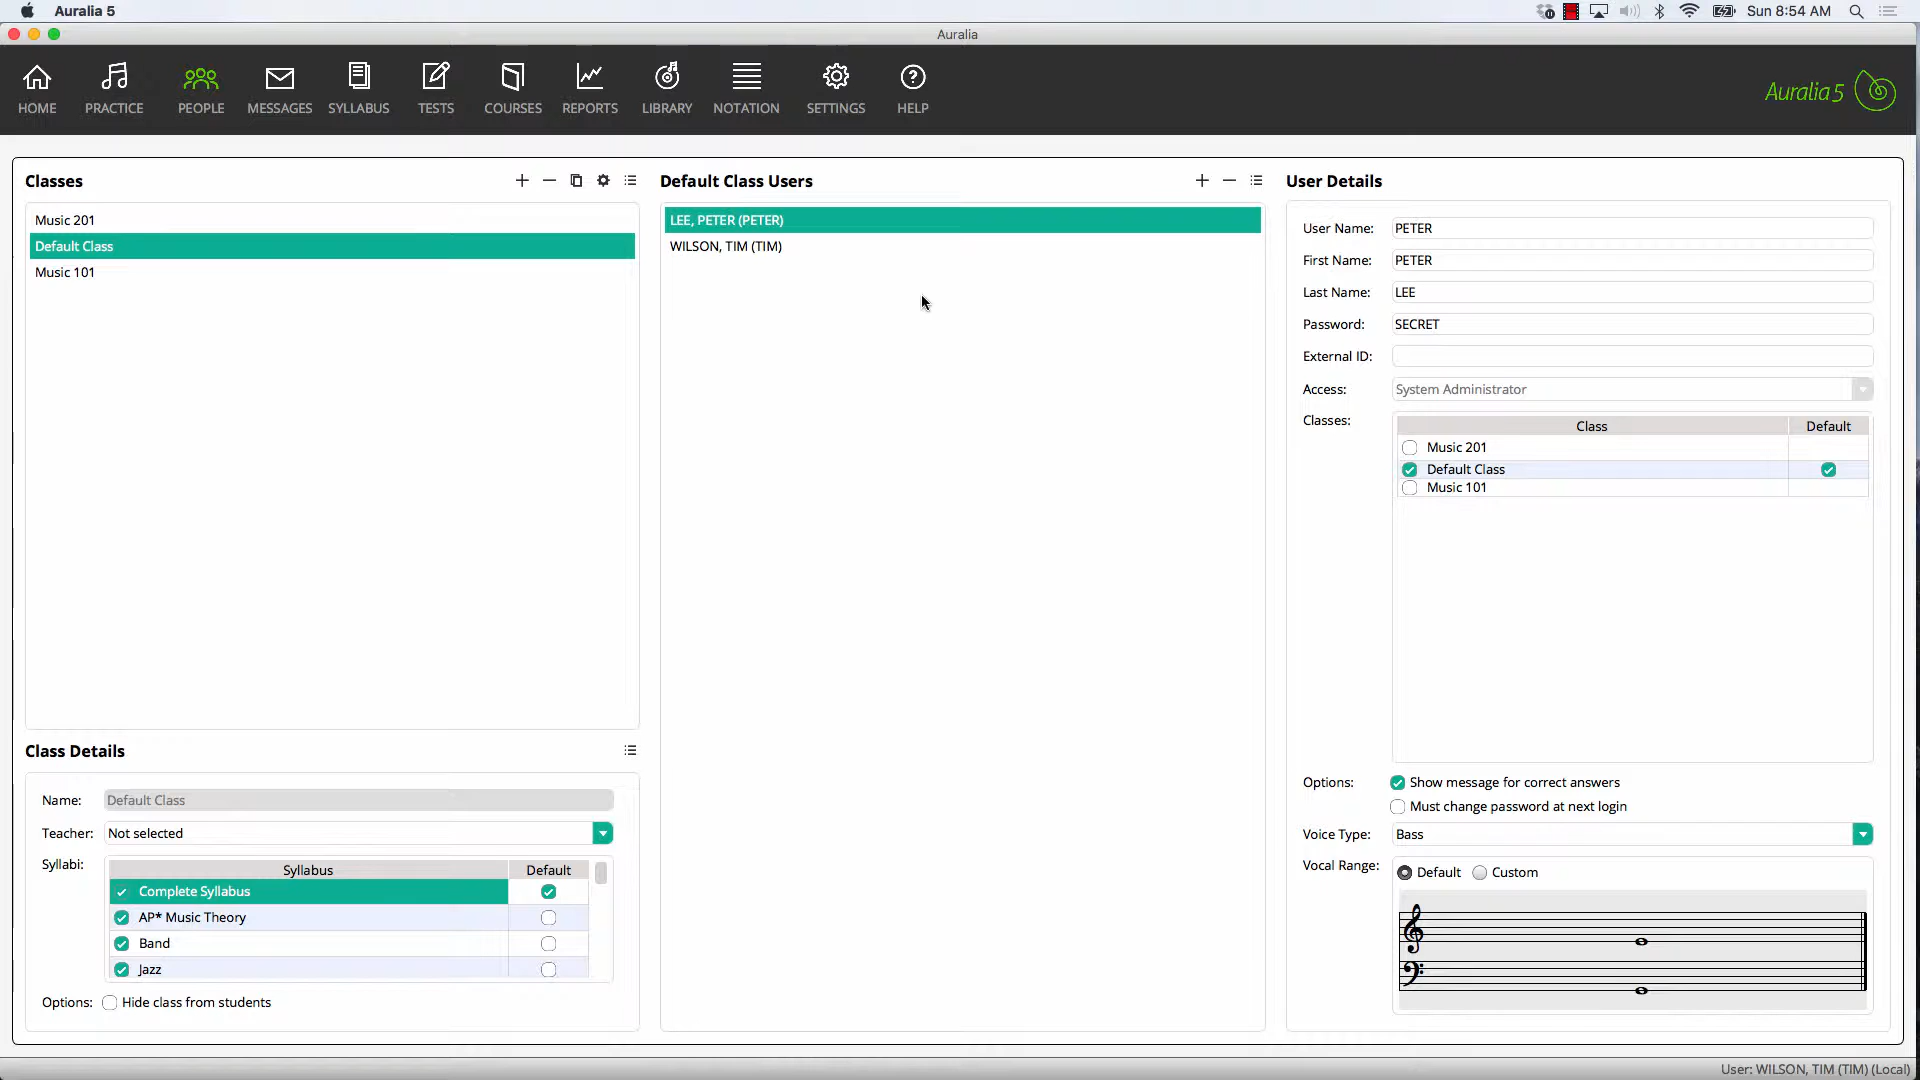 Auralia 5
Sun 8:54 AM
Auralia
HOME
PRACTICE
PEOPLE
MESSAGES
SYLLABUS
TESTS
COURSES
REPORTS
LIBRARY
NOTATION
SETTINGS
HELP
Auralia 5
Classes
Music 201
Default Class
Music 101
Class Details
Name: Default Class
Teacher: Not selected
Syllabi:
Syllabus Default
Complete Syllabus
AP* Music Theory
Band
Jazz
Options: Hide class from students
Default Class Users
LEE, PETER (PETER)
WILSON, TIM (TIM)
User Details
User Name: PETER
First Name: PETER
Last Name: LEE
Password: SECRET
External ID:
Access: System Administrator
Classes:
Class Default
Music 201
Default Class
Music 101
Options: Show message for correct answers
Must change password at next login
Voice Type: Bass
Vocal Range: Default Custom
User: WILSON, TIM (TIM) (Local)